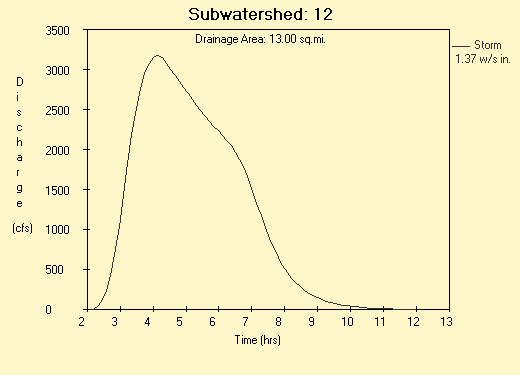 Subwatershed: 12
Drainage Area: 13.00 sq.mi.
Storm
1.37 w/s in.
Discharge
(cfs)
3500
3000
2500
2000
1500
1000
500
0
2 3 4 5 6 7 8 9 10 11 12 13
Time (hrs)